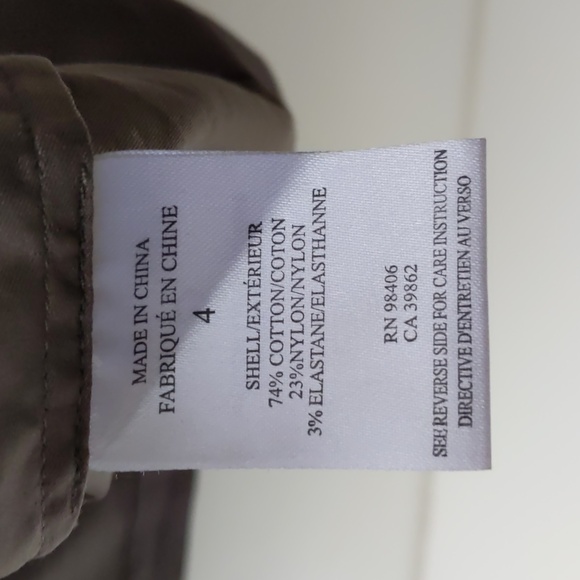 MADE IN CHINA
FABRIQUÉ EN CHINE
4
SHELL/EXTÉRIEUR
74% COTTON/COTON
23%NYLON/NYLON
3% ELASTANE/ELASTHANNE
RN 98406
CA 39862
SEE REVERSE SIDE FOR CARE INSTRUCTION
DIRECTIVE D'ENTRETIEN AU VERSO